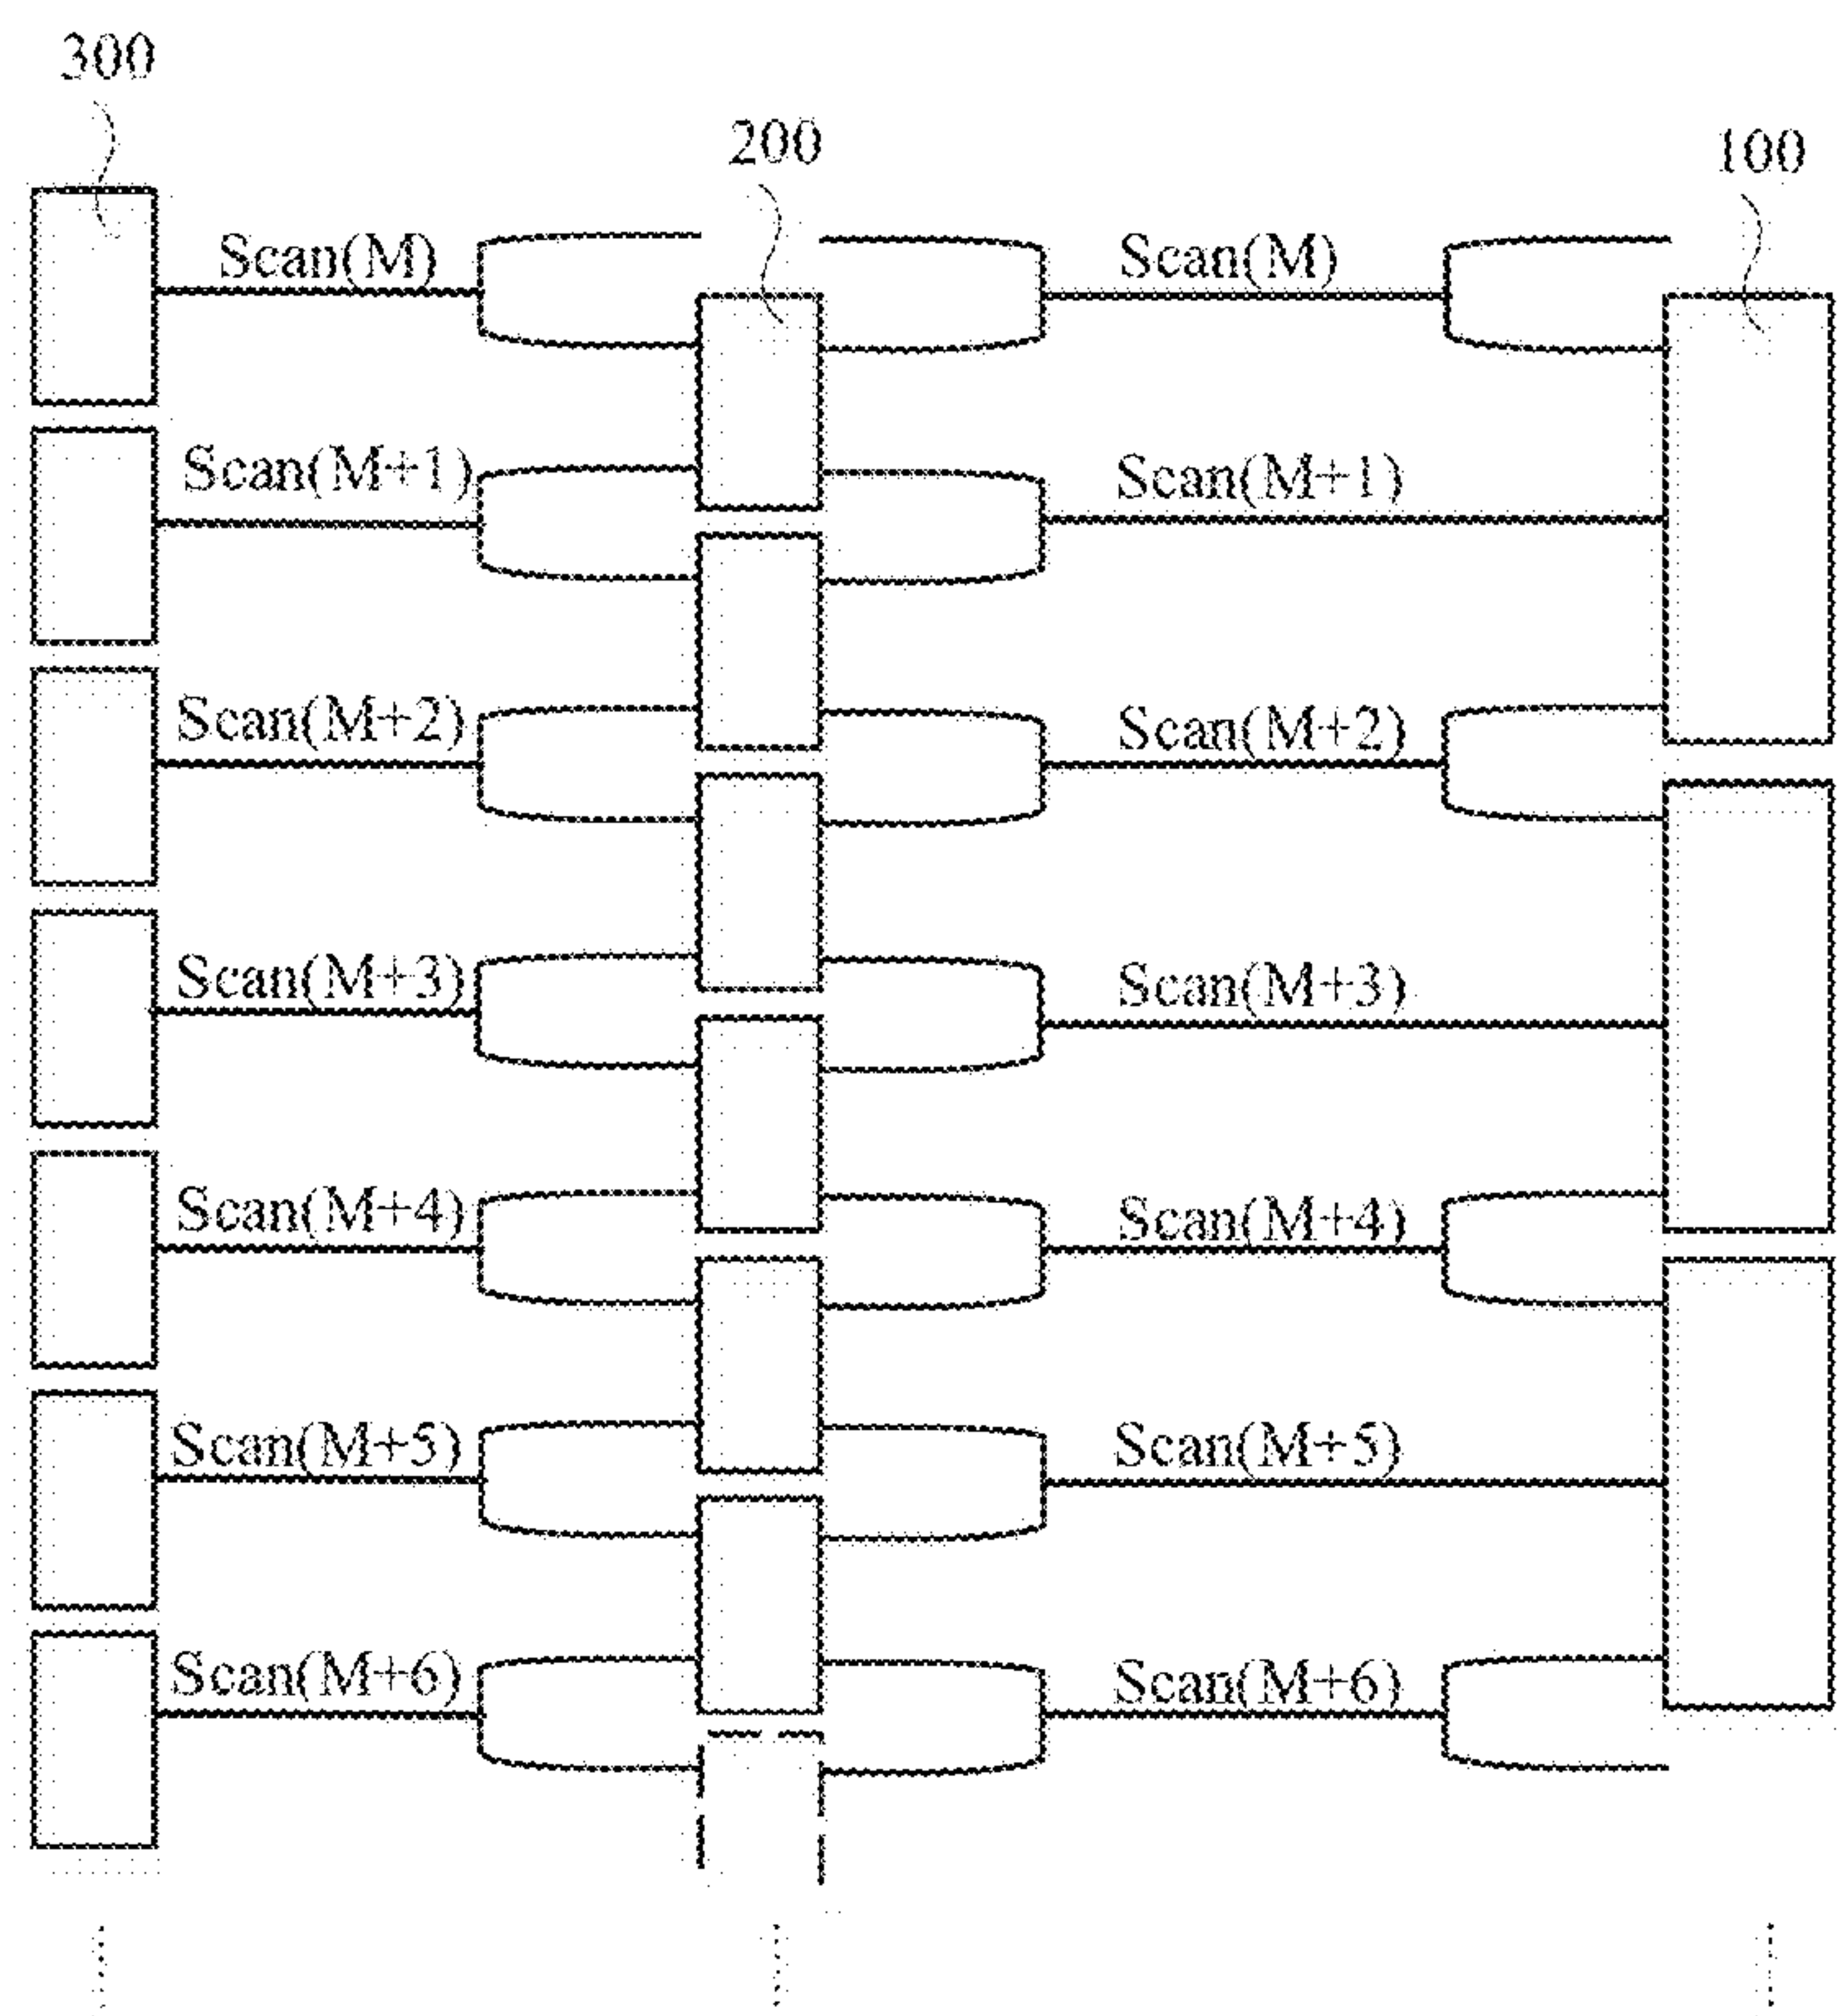 300
200
100
Scan(M) Scan(M)
Scan(M+1) Scan(M+1)
Scan(M+2) Scan(M+2)
Scan(M+3) Scan(M+3)
Scan(M+4) Scan(M+4)
Scan(M+5) Scan(M+5)
Scan(M+6) Scan(M+6)